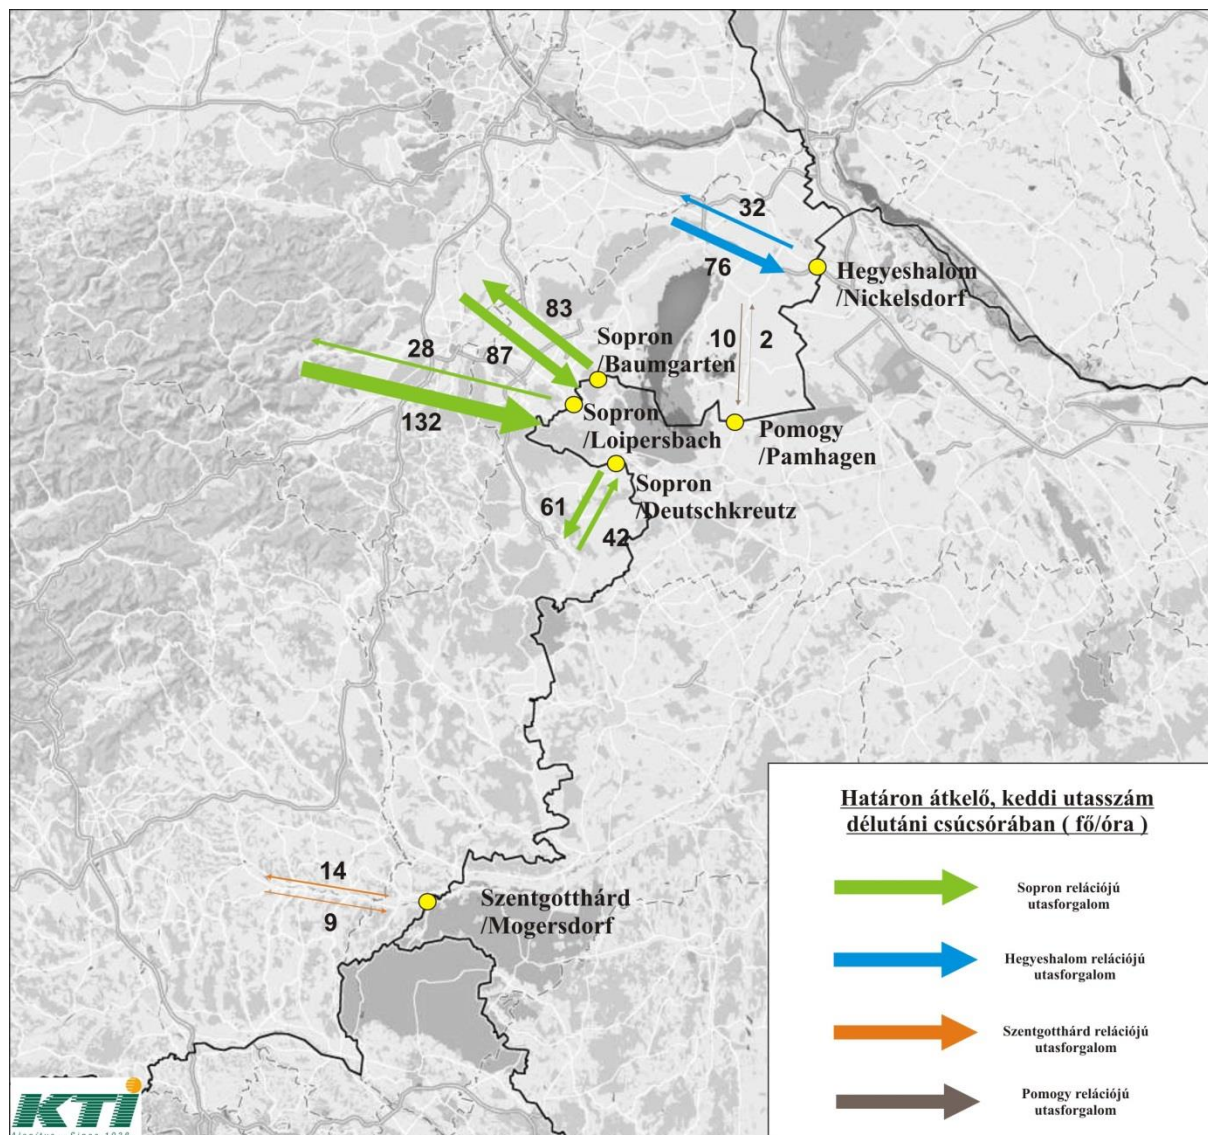 32
76
Hegyeshalom
/Nickelsdorf
83
87
28
132
Sopron
/Baumgarten
10
2
Sopron
/Loipersbach
Pomogy
/Pamhagen
Sopron
/Deutschkreutz
61
42
14
9
Szentgotthárd
/Mogersdorf
Határon átkelő, keddi utasszám
délutáni csúcsórában ( fő/óra )
Sopron relációjú
utasforgalom
Hegyeshalom relációjú
utasforgalom
Szentgotthárd relációjú
utasforgalom
Pomogy relációjú
utasforgalom
KTI